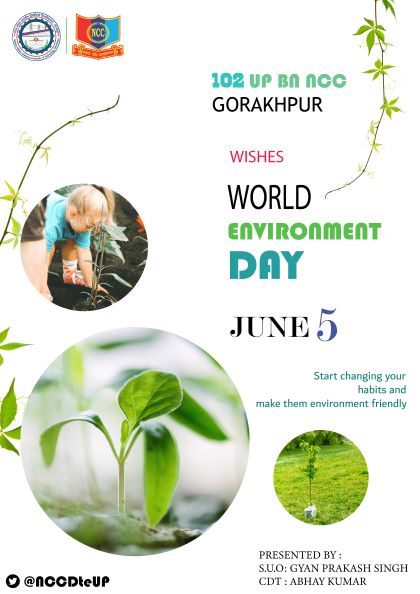 NCC
102 UP BN NCC
GORAKHPUR
WISHES
WORLD
ENVIRONMENT
DAY
JUNE 5
Start changing your
habits and
make them environment friendly
PRESENTED BY :
S.U.O: GYAN PRAKASH SINGH
CDT : ABHAY KUMAR
@NCCDteUP